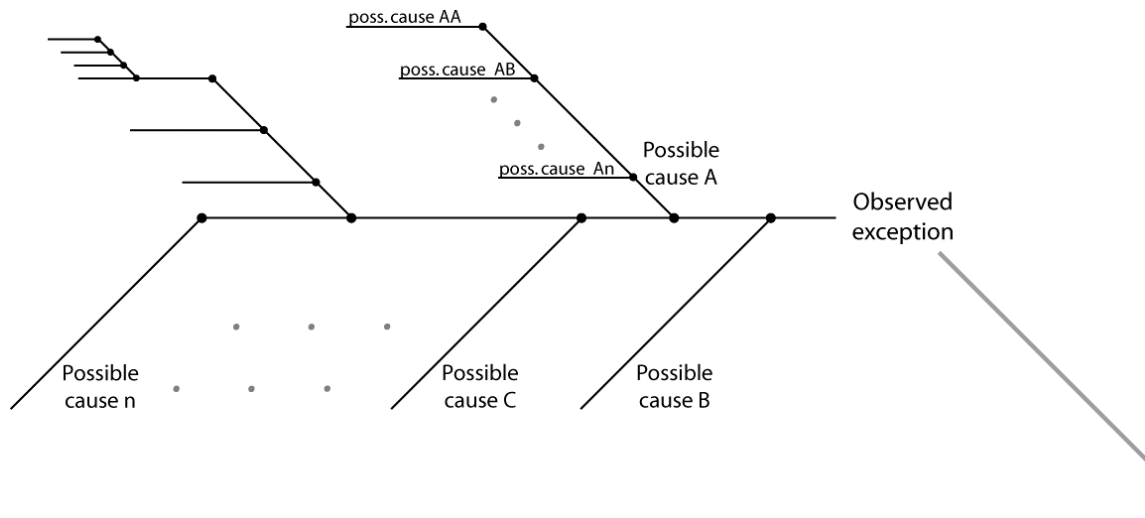 poss. cause AA
poss. cause AB
poss. cause An
Possible
cause A
Observed
exception
Possible
cause n
Possible
cause C
Possible
cause B